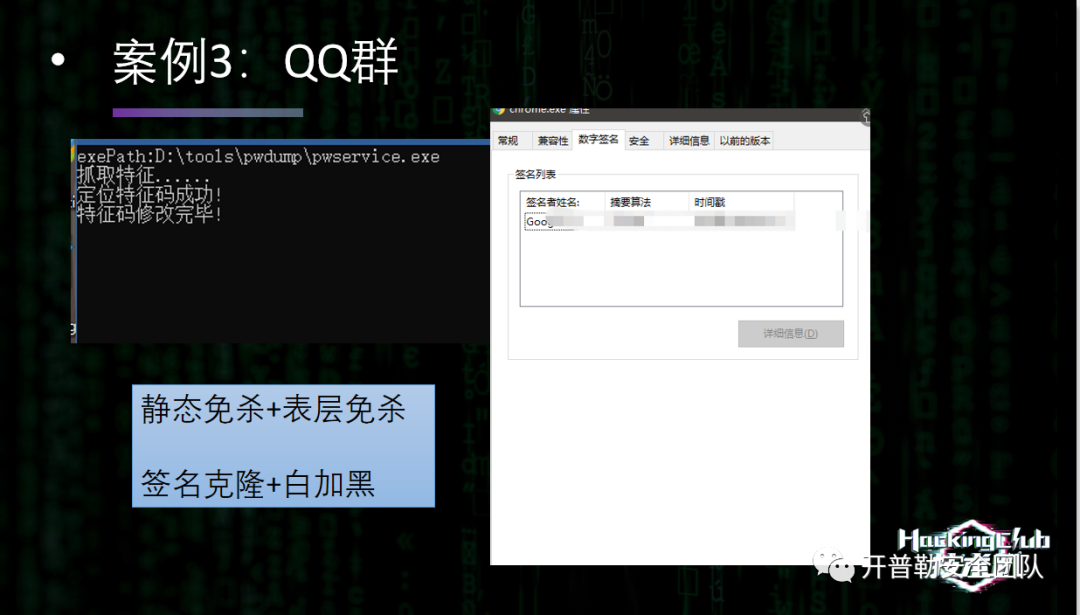 • 案例3：QQ群
exePath:D:\tools\pwdump\pwservice.exe
抓取特征......
定位特征码成功!
特征码修改完毕!
静态免杀+表层免杀
签名克隆+白加黑
chrome.exe 属性
常规 兼容性 数字签名 安全 详细信息 以前的版本
签名列表
签名者姓名: 摘要算法 时间戳
详细信息(D)
HackingClub
开普勒安全团队